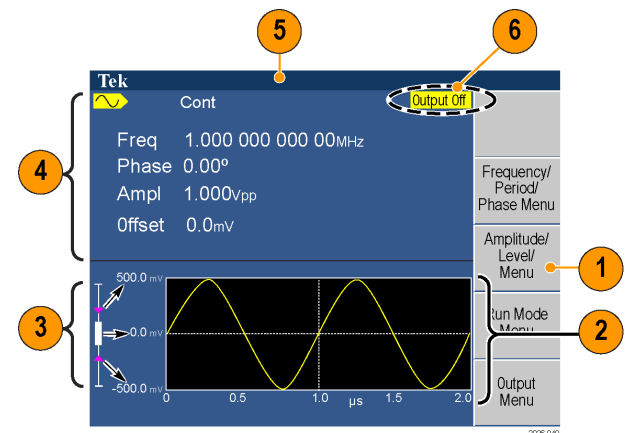 5
6
Tek
Cont
Output Off
4
Freq 1.000 000 000 00MHz
Phase 0.00º
Ampl 1.000Vpp
Offset 0.0mV
Frequency/
Period/
Phase Menu
Amplitude/
Level/
Menu
1
3
500.0 mV
-0.0 mV
-500.0 mV
0 0.5 1.0 µs 1.5 2.0
Run Mode
Menu
2
Output
Menu